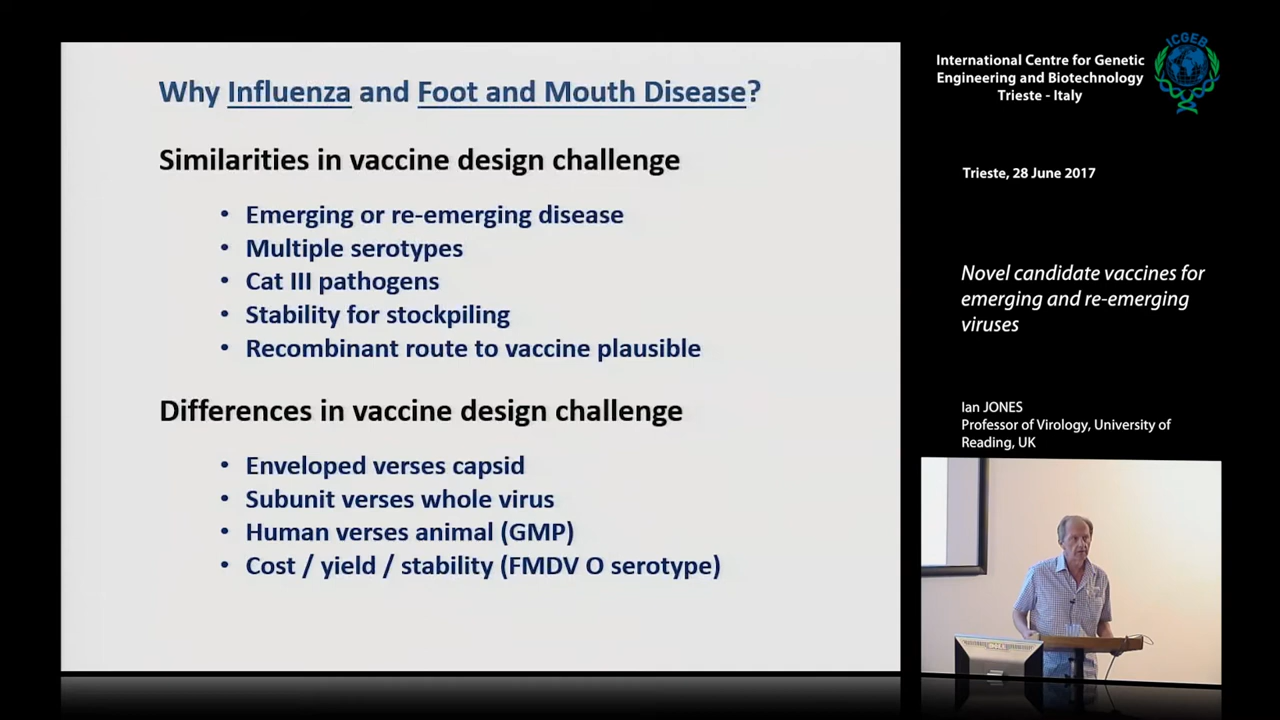 Why Influenza and Foot and Mouth Disease?
Similarities in vaccine design challenge
• Emerging or re-emerging disease
• Multiple serotypes
• Cat III pathogens
• Stability for stockpiling
• Recombinant route to vaccine plausible
Differences in vaccine design challenge
• Enveloped verses capsid
• Subunit verses whole virus
• Human verses animal (GMP)
• Cost / yield / stability (FMDV O serotype)
International Centre for Genetic
Engineering and Biotechnology
Trieste - Italy
ICGEB
Trieste, 28 June 2017
Novel candidate vaccines for
emerging and re-emerging
viruses
Ian JONES
Professor of Virology, University of
Reading, UK